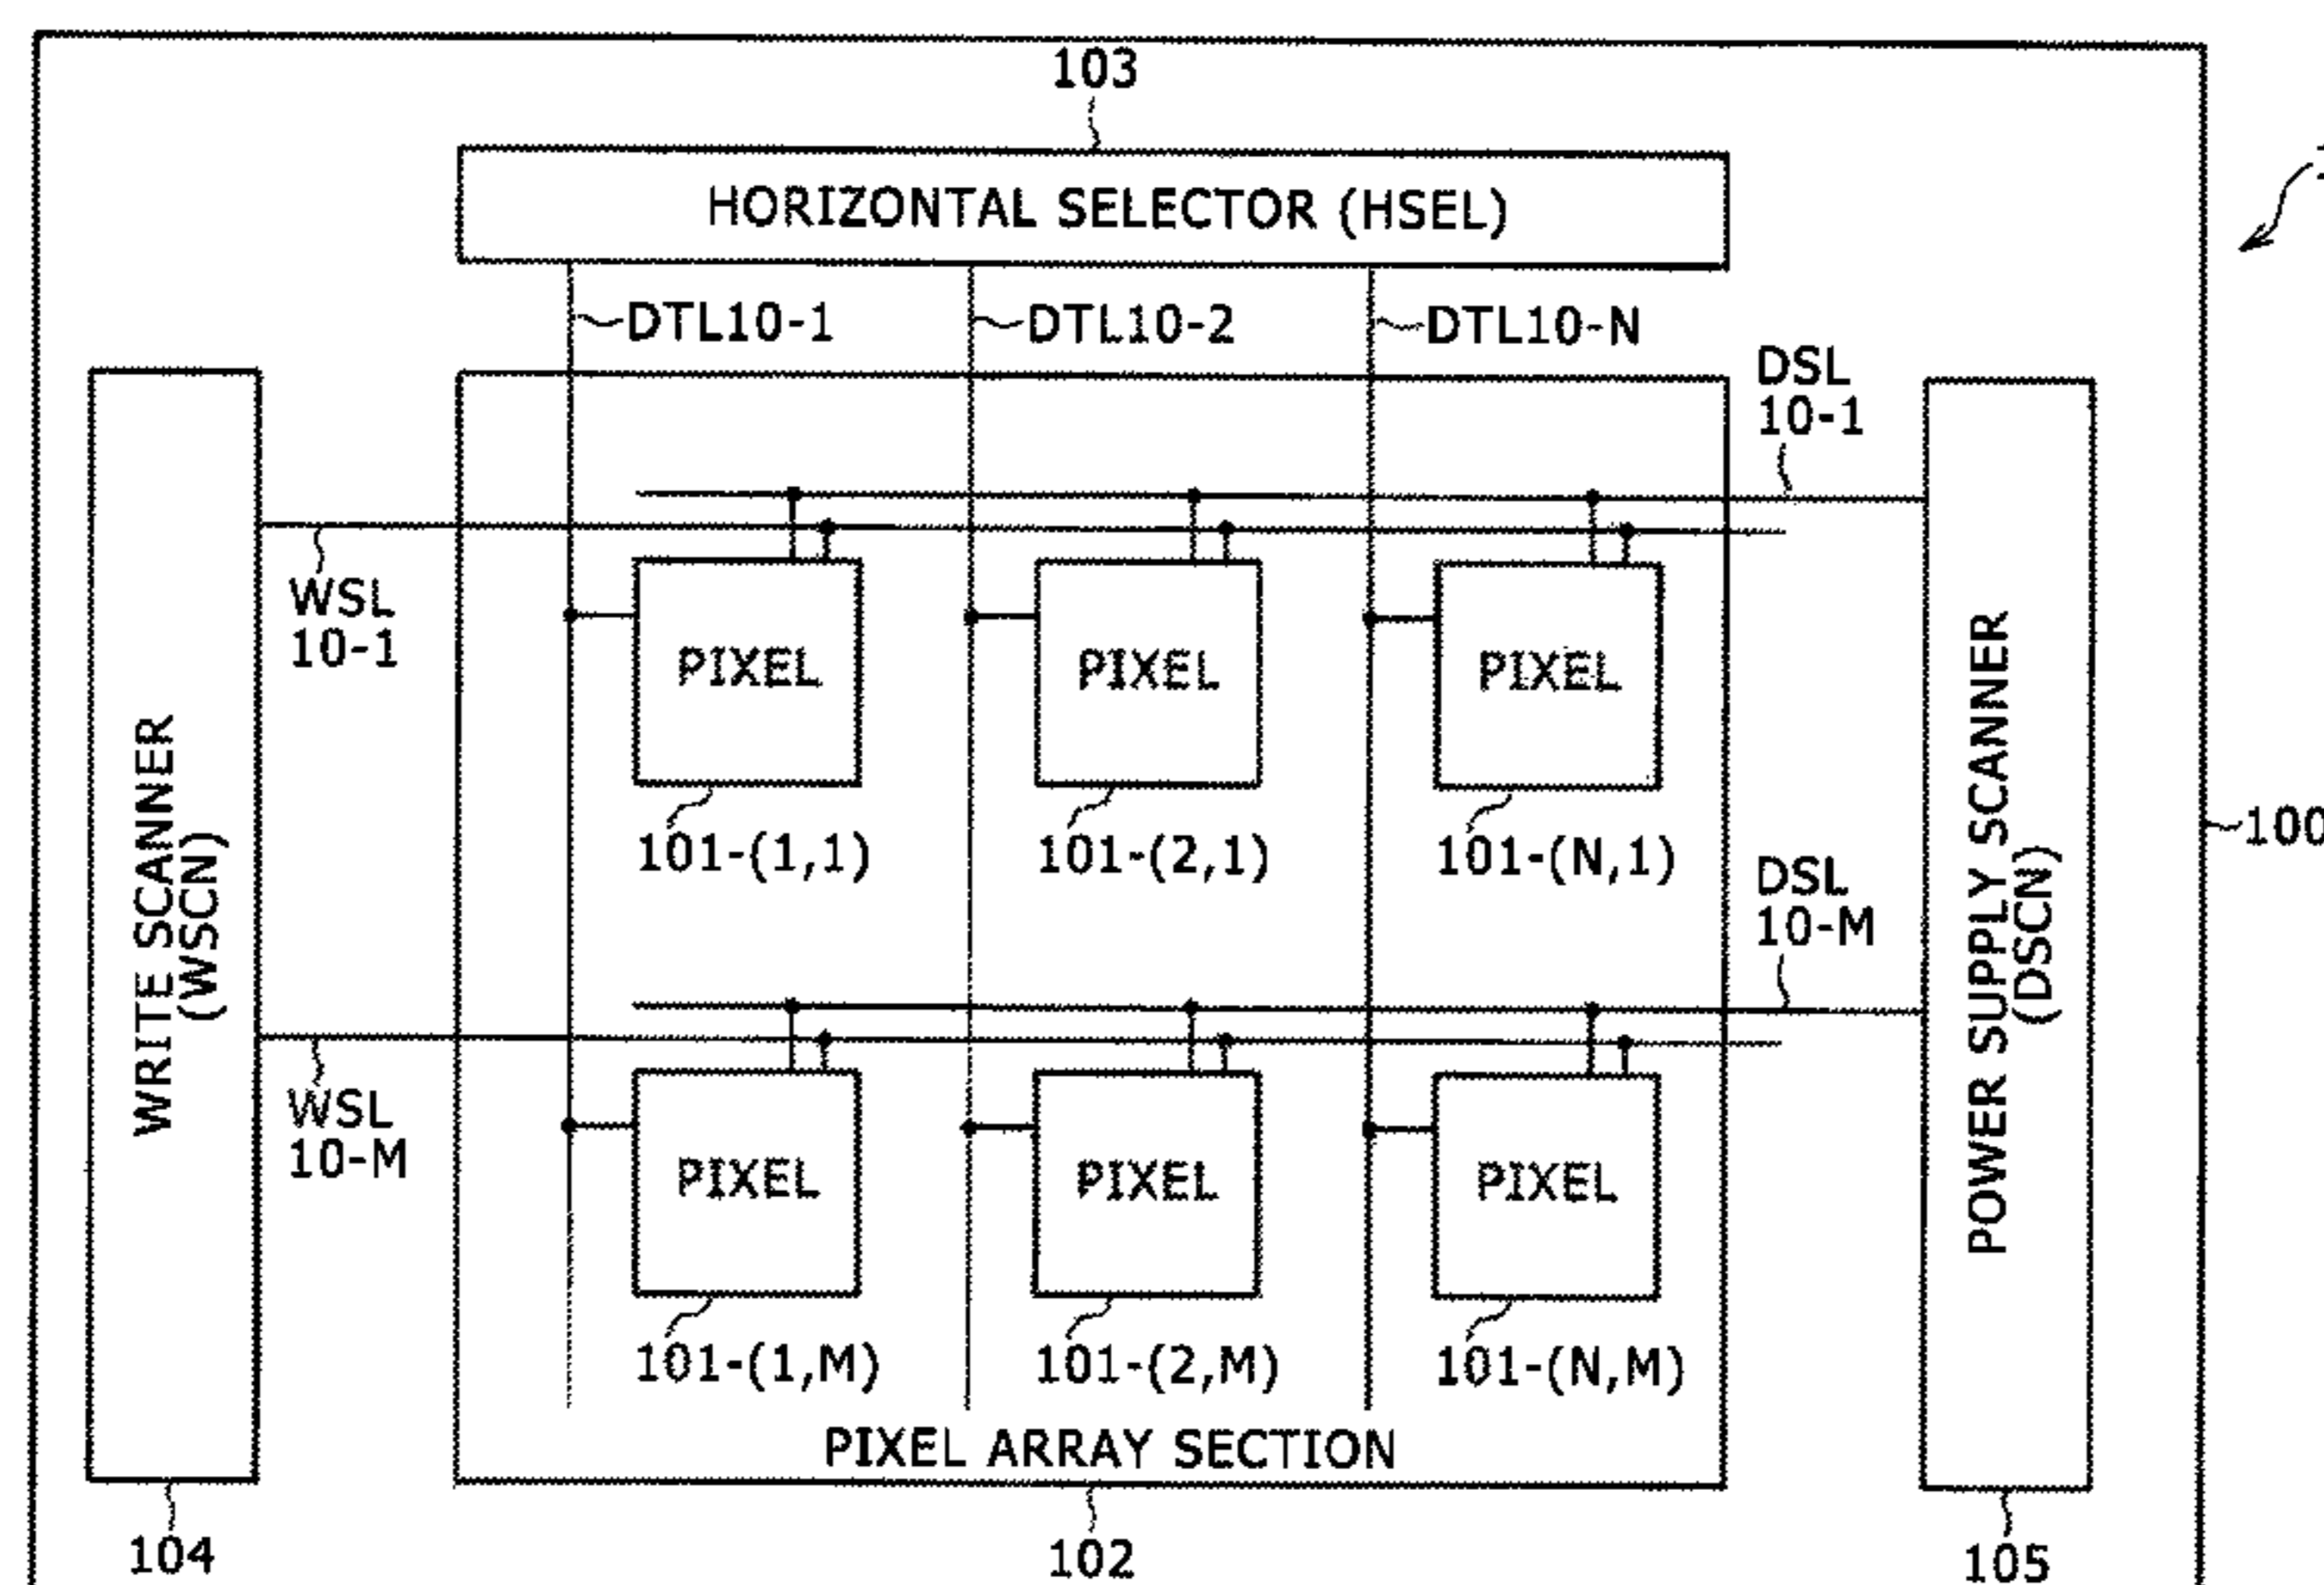 103
HORIZONTAL SELECTOR (HSEL)
DTL10-1
DTL10-2
DTL10-N
DSL
10-1
WSL
10-1
PIXEL
PIXEL
PIXEL
101-(1,1)
101-(2,1)
101-(N,1)
100
DSL
10-M
WRITE SCANNER
(WSCN)
POWER SUPPLY SCANNER
(DSCN)
WSL
10-M
PIXEL
PIXEL
PIXEL
101-(1,M)
101-(2,M)
101-(N,M)
PIXEL ARRAY SECTION
104
102
105